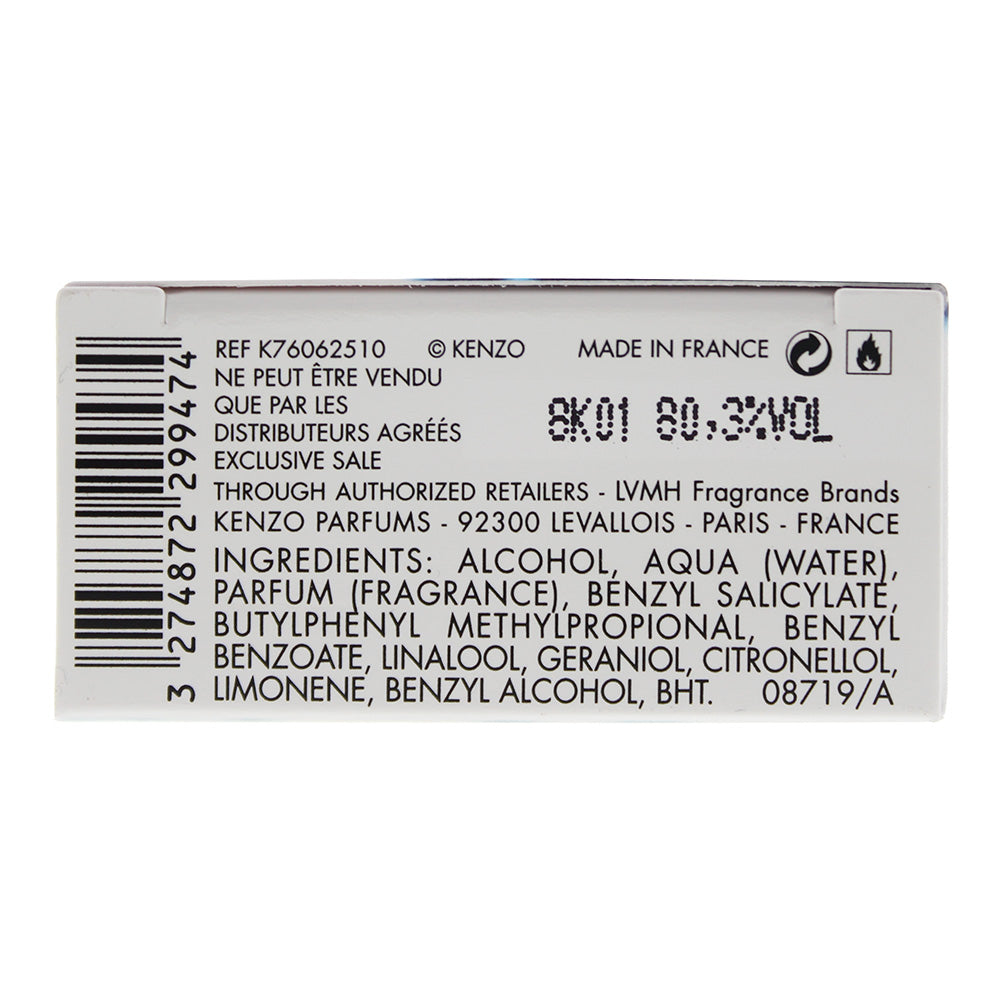 REF K76062510 © KENZO MADE IN FRANCE
NE PEUT ÊTRE VENDU
QUE PAR LES
DISTRIBUTEURS AGRÉÉS
EXCLUSIVE SALE
8K01 80,3%VOL
THROUGH AUTHORIZED RETAILERS - LVMH Fragrance Brands
KENZO PARFUMS - 92300 LEVALLOIS - PARIS - FRANCE
INGREDIENTS: ALCOHOL, AQUA (WATER),
PARFUM (FRAGRANCE), BENZYL SALICYLATE,
BUTYLPHENYL METHYLPROPIONAL, BENZYL
BENZOATE, LINALOOL, GERANIOL, CITRONELLOL,
LIMONENE, BENZYL ALCOHOL, BHT. 08719/A
3 274872 299474